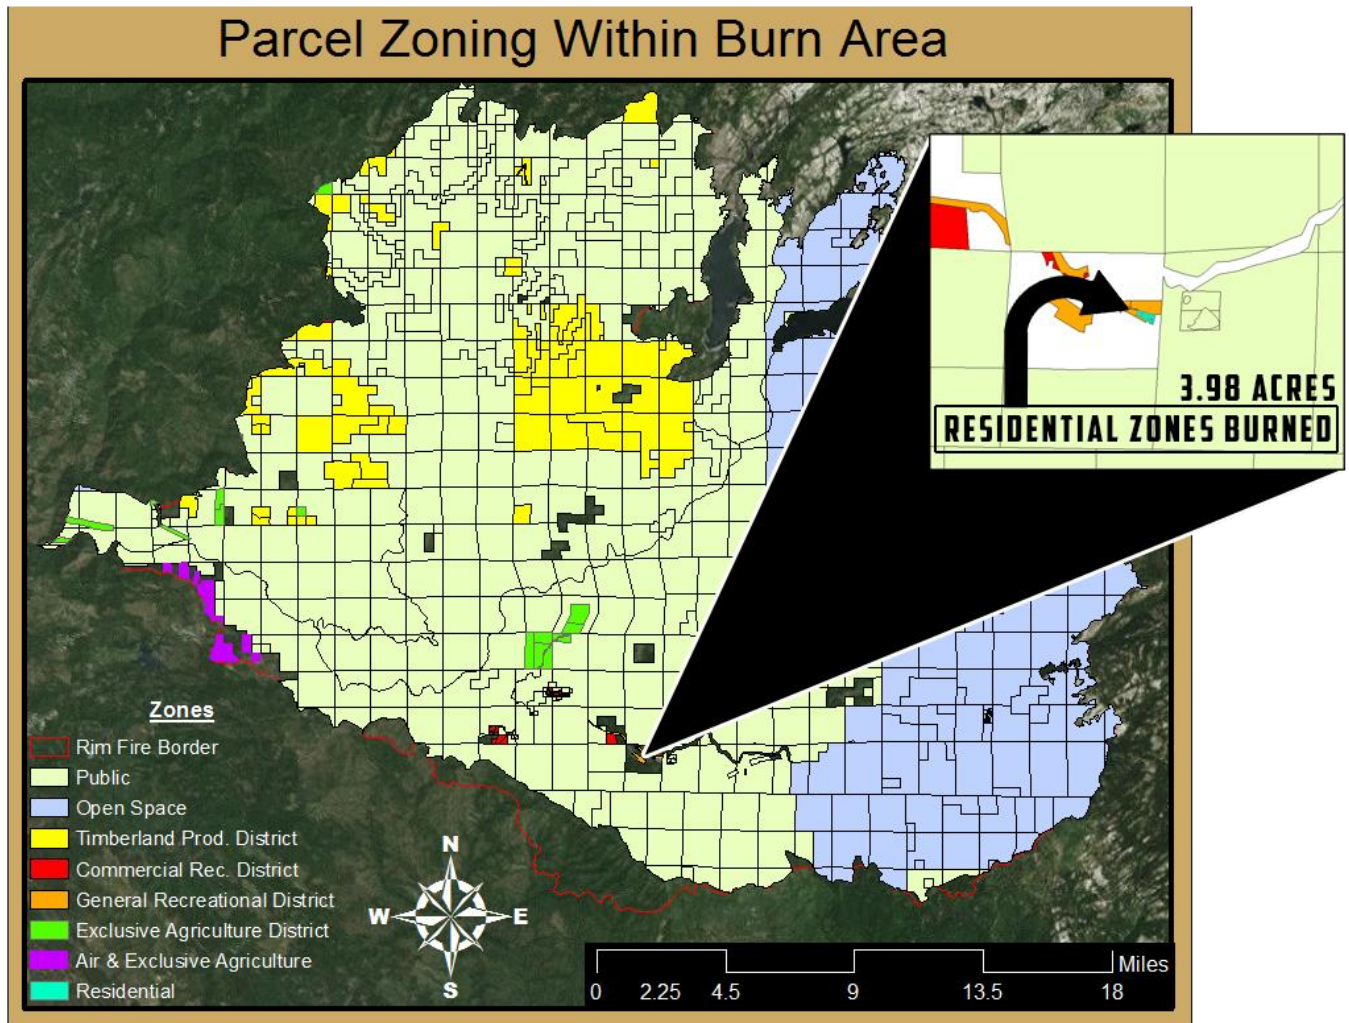 Parcel Zoning Within Burn Area
3.98 ACRES
RESIDENTIAL ZONES BURNED
Zones
Rim Fire Border
Public
Open Space
Timberland Prod. District
Commercial Rec. District
General Recreational District
Exclusive Agriculture District
Air & Exclusive Agriculture
Residential
N
W E
S
Miles
0 2.25 4.5 9 13.5 18